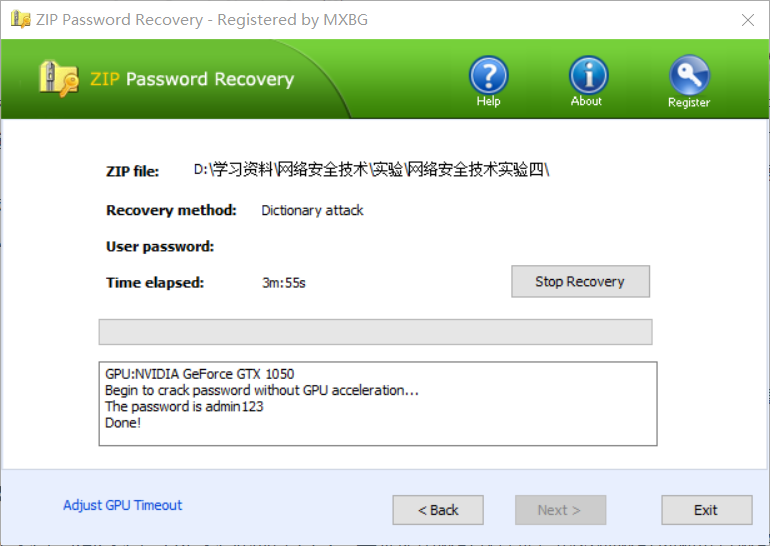 ZIP Password Recovery - Registered by MXBG
ZIP Password Recovery
Help
About
Register
ZIP file: D:\学习资料\网络安全技术\实验\网络安全技术实验四\
Recovery method: Dictionary attack
User password:
Time elapsed: 3m:55s
Stop Recovery
GPU:NVIDIA GeForce GTX 1050
Begin to crack password without GPU acceleration...
The password is admin123
Done!
Adjust GPU Timeout
< Back
Next >
Exit